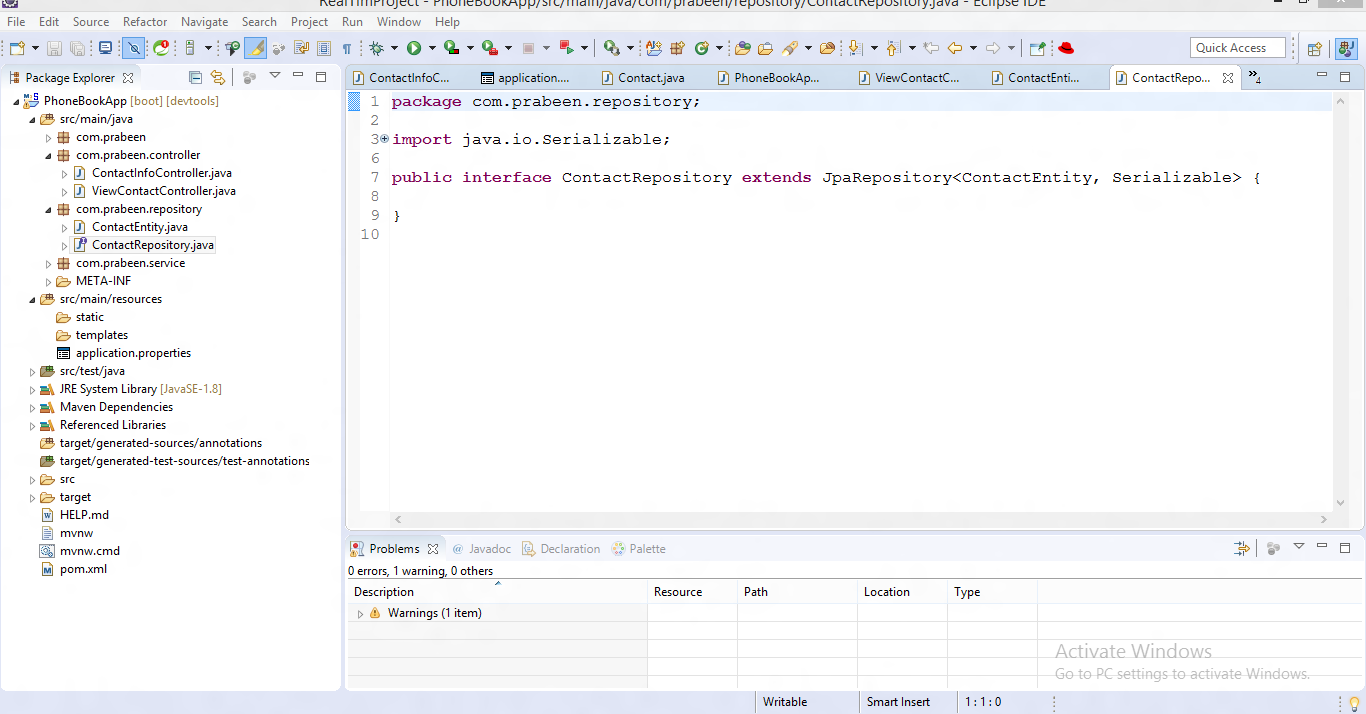 RealTimProject - PhoneBookApp/src/main/java/com/prabeen/repository/ContactRepository.java - Eclipse IDE
File Edit Source Refactor Navigate Search Project Run Window Help
Quick Access
Package Explorer
ContactInfoC...
application....
Contact.java
PhoneBookAp...
ViewContactC...
ContactEnti...
ContactRepo...
»4
PhoneBookApp [boot] [devtools]
src/main/java
com.prabeen
com.prabeen.controller
ContactInfoController.java
ViewContactController.java
com.prabeen.repository
ContactEntity.java
ContactRepository.java
com.prabeen.service
META-INF
src/main/resources
static
templates
application.properties
src/test/java
JRE System Library [JavaSE-1.8]
Maven Dependencies
Referenced Libraries
target/generated-sources/annotations
target/generated-test-sources/test-annotations
src
target
HELP.md
mvnw
mvnw.cmd
pom.xml
1 package com.prabeen.repository;
2
3 import java.io.Serializable;
6
7 public interface ContactRepository extends JpaRepository<ContactEntity, Serializable> {
8
9 }
10
Problems @ Javadoc Declaration Palette
0 errors, 1 warning, 0 others
Description Resource Path Location Type
Warnings (1 item)
Activate Windows
Go to PC settings to activate Windows.
Writable Smart Insert 1 : 1 : 0